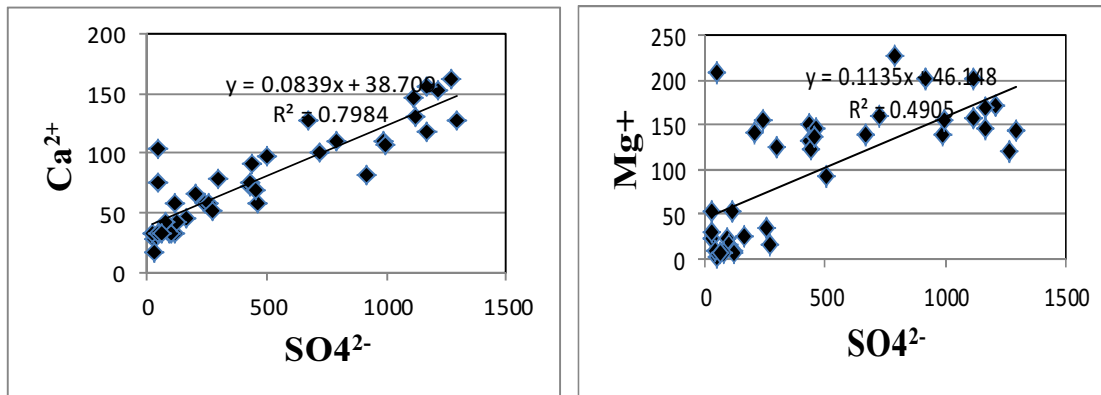 200
150
100
50
0
Ca²⁺
y = 0.0839x + 38.709
R² = 0.7984
0 500 1000 1500
SO4²⁻
250
200
150
100
50
0
Mg+
y = 0.1135x + 46.148
R² = 0.4905
0 500 1000 1500
SO4²⁻